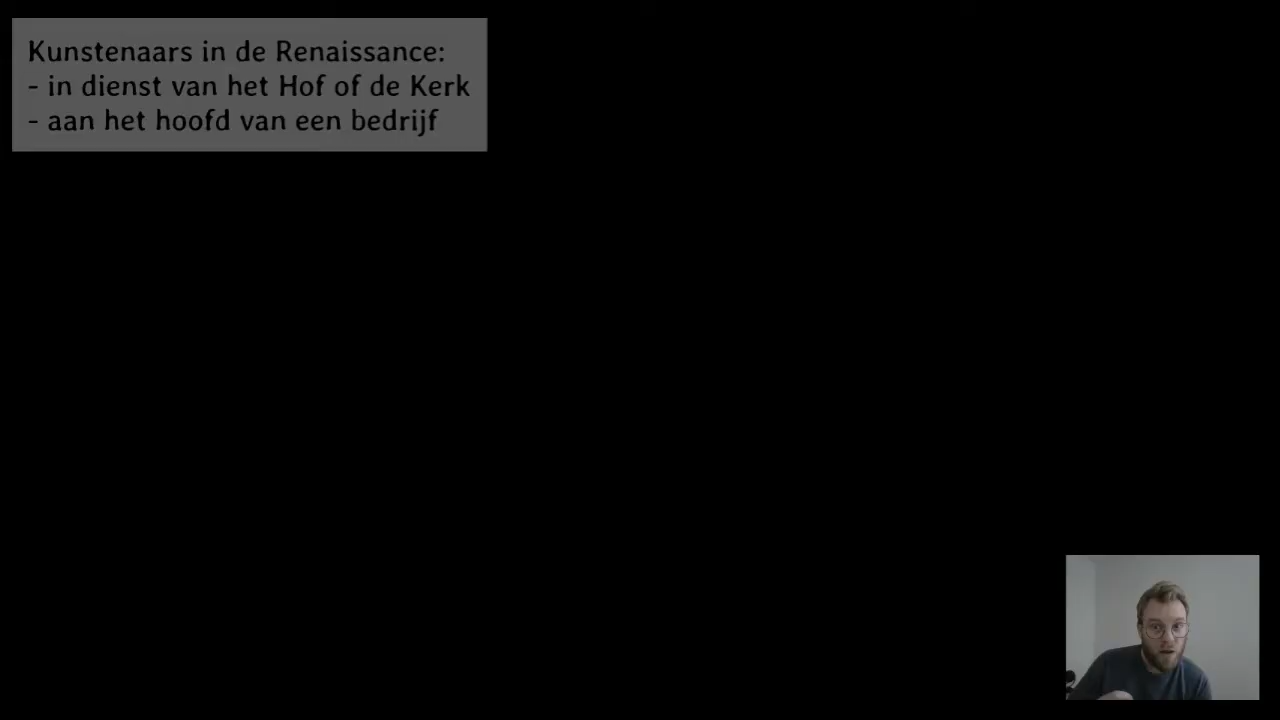 Kunstenaars in de Renaissance:
- in dienst van het Hof of de Kerk
- aan het hoofd van een bedrijf